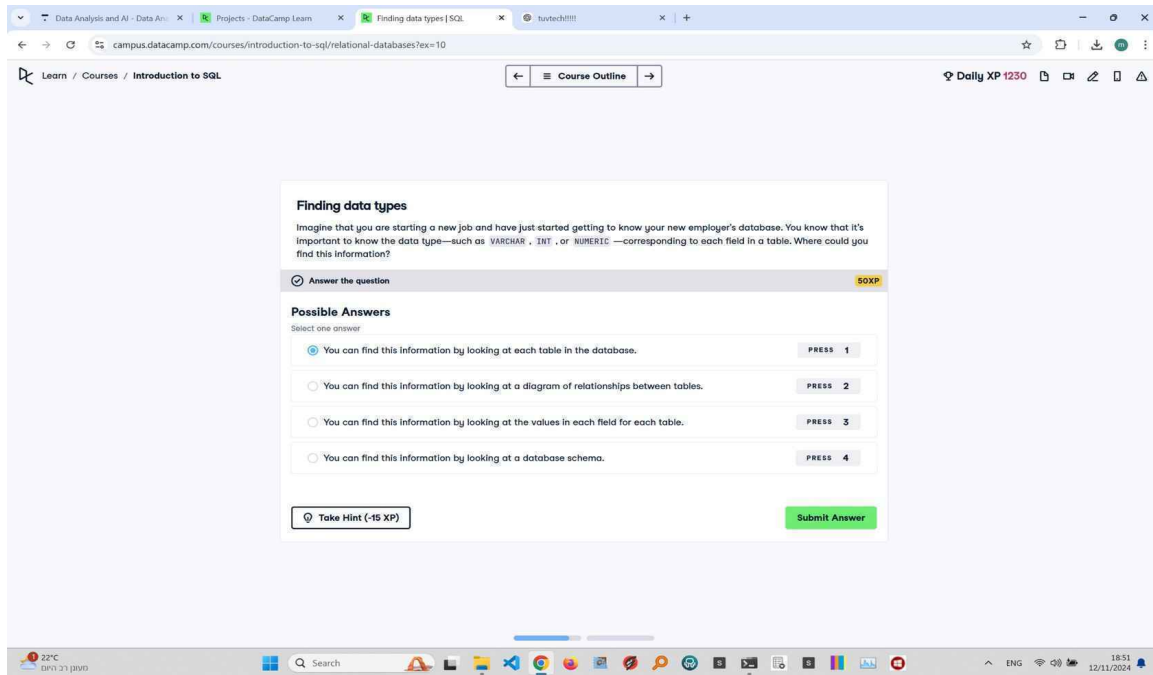 Data Analysis and AI - Data An
Projects - DataCamp Learn
Finding data types | SQL
tuvtech!!!!!
campus.datacamp.com/courses/introduction-to-sql/relational-databases?ex=10
Learn / Courses / Introduction to SQL
Course Outline
Daily XP 1230
Finding data types
Imagine that you are starting a new job and have just started getting to know your new employer's database. You know that it's
important to know the data type—such as VARCHAR , INT , or NUMERIC —corresponding to each field in a table. Where could you
find this information?
Answer the question
50XP
Possible Answers
Select one answer
You can find this information by looking at each table in the database.
PRESS 1
You can find this information by looking at a diagram of relationships between tables.
PRESS 2
You can find this information by looking at the values in each field for each table.
PRESS 3
You can find this information by looking at a database schema.
PRESS 4
Take Hint (-15 XP)
Submit Answer
1
22°C
מעונן רב היום
Search
ENG
18:51
12/11/2024